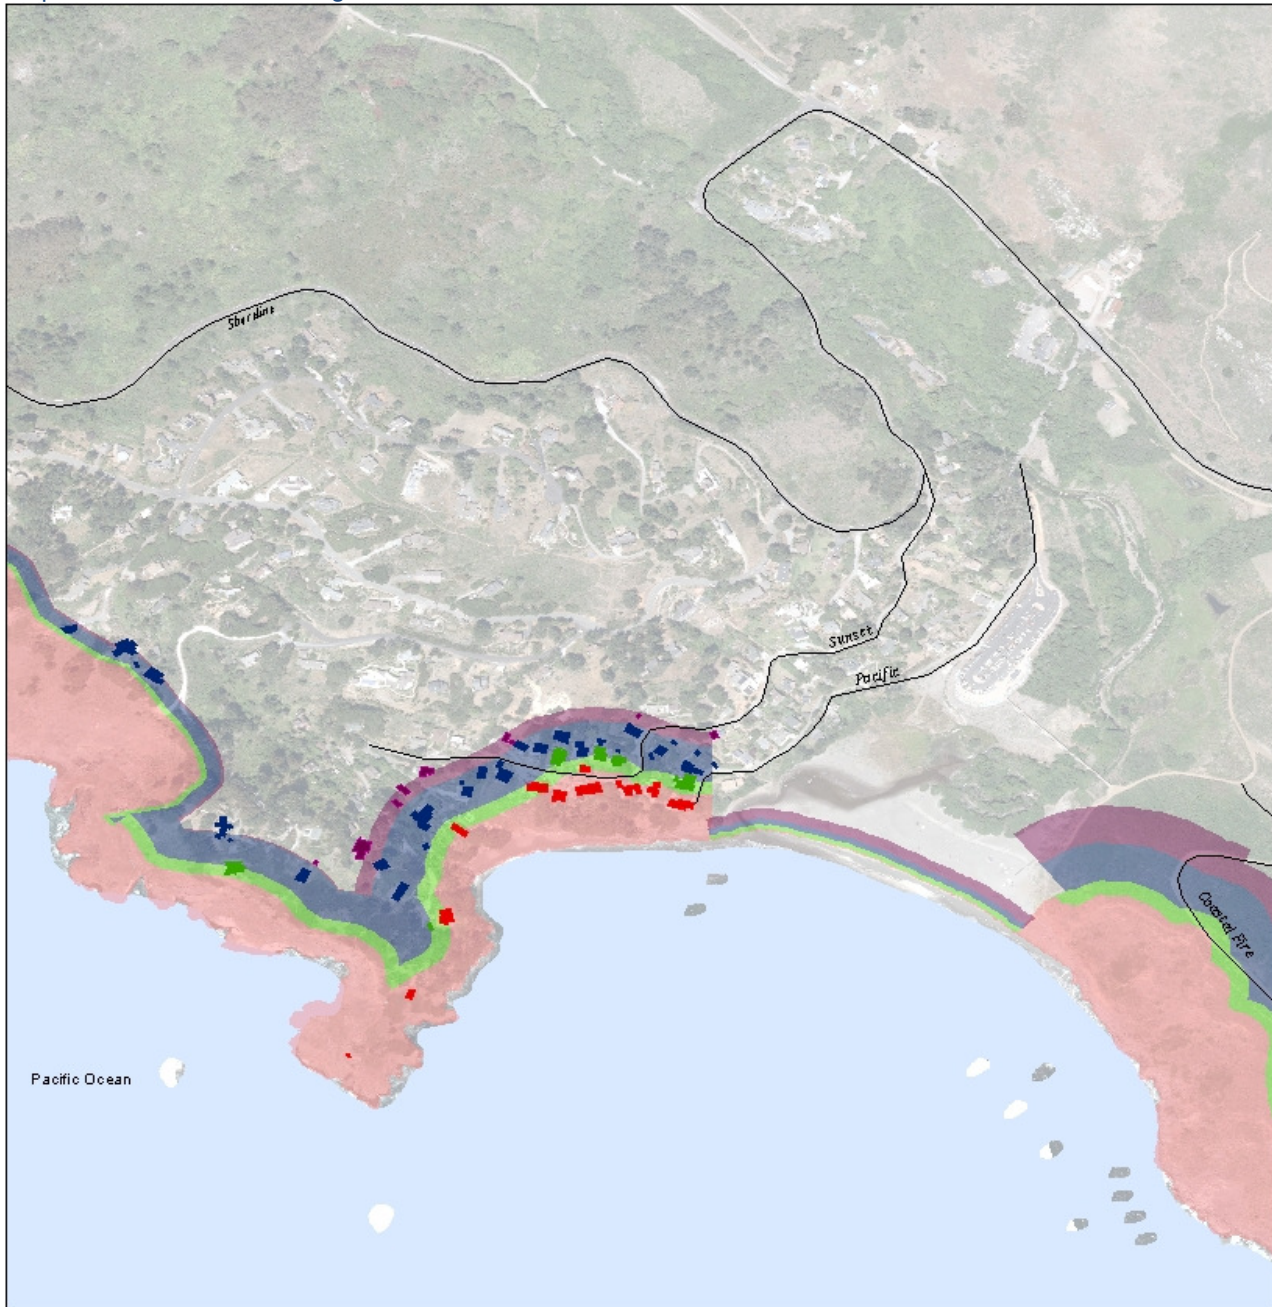 Shoreline
Sunset
Pacific
Coastal Fire
Pacific Ocean